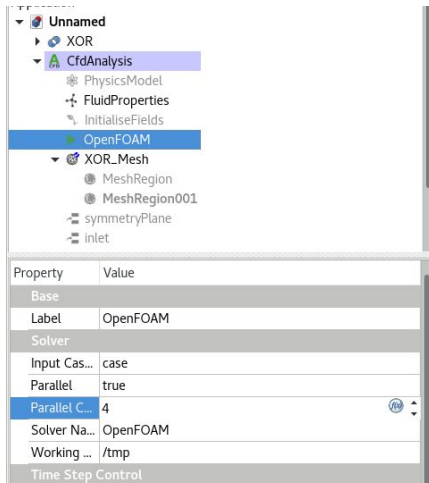 Unnamed
XOR
CfdAnalysis
PhysicsModel
FluidProperties
InitialiseFields
OpenFOAM
XOR_Mesh
MeshRegion
MeshRegion001
symmetryPlane
inlet
Property Value
Base
Label OpenFOAM
Solver
Input Cas... case
Parallel true
Parallel C... 4
Solver Na... OpenFOAM
Working ... /tmp
Time Step Control